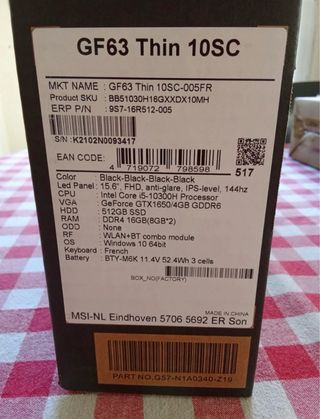 GF63 Thin 10SC
MKT NAME : GF63 Thin 10SC-005FR
Product SKU : BB51030H16GXXDX10MH
ERP P/N : 9S7-16R512-005
S/N : K2102N0093417
EAN CODE:
4 719072 798598
517
Color : Black-Black-Black-Black
Led Panel : 15.6", FHD, anti-glare, IPS-level, 144hz
CPU : Intel Core i5-10300H Processor
VGA : GeForce GTX1650/4GB GDDR6
HDD : 512GB SSD
RAM : DDR4 16GB(8GB*2)
ODD : None
RF : WLAN+BT combo module
OS : Windows 10 64bit
Keyboard : French
Battery : BTY-M6K 11.4V 52.4Wh 3 cells
BOX_NO(FACTORY)
MADE IN CHINA
MSI-NL Eindhoven 5706 5692 ER Son
PART NO.G57-N1A0340-Z19